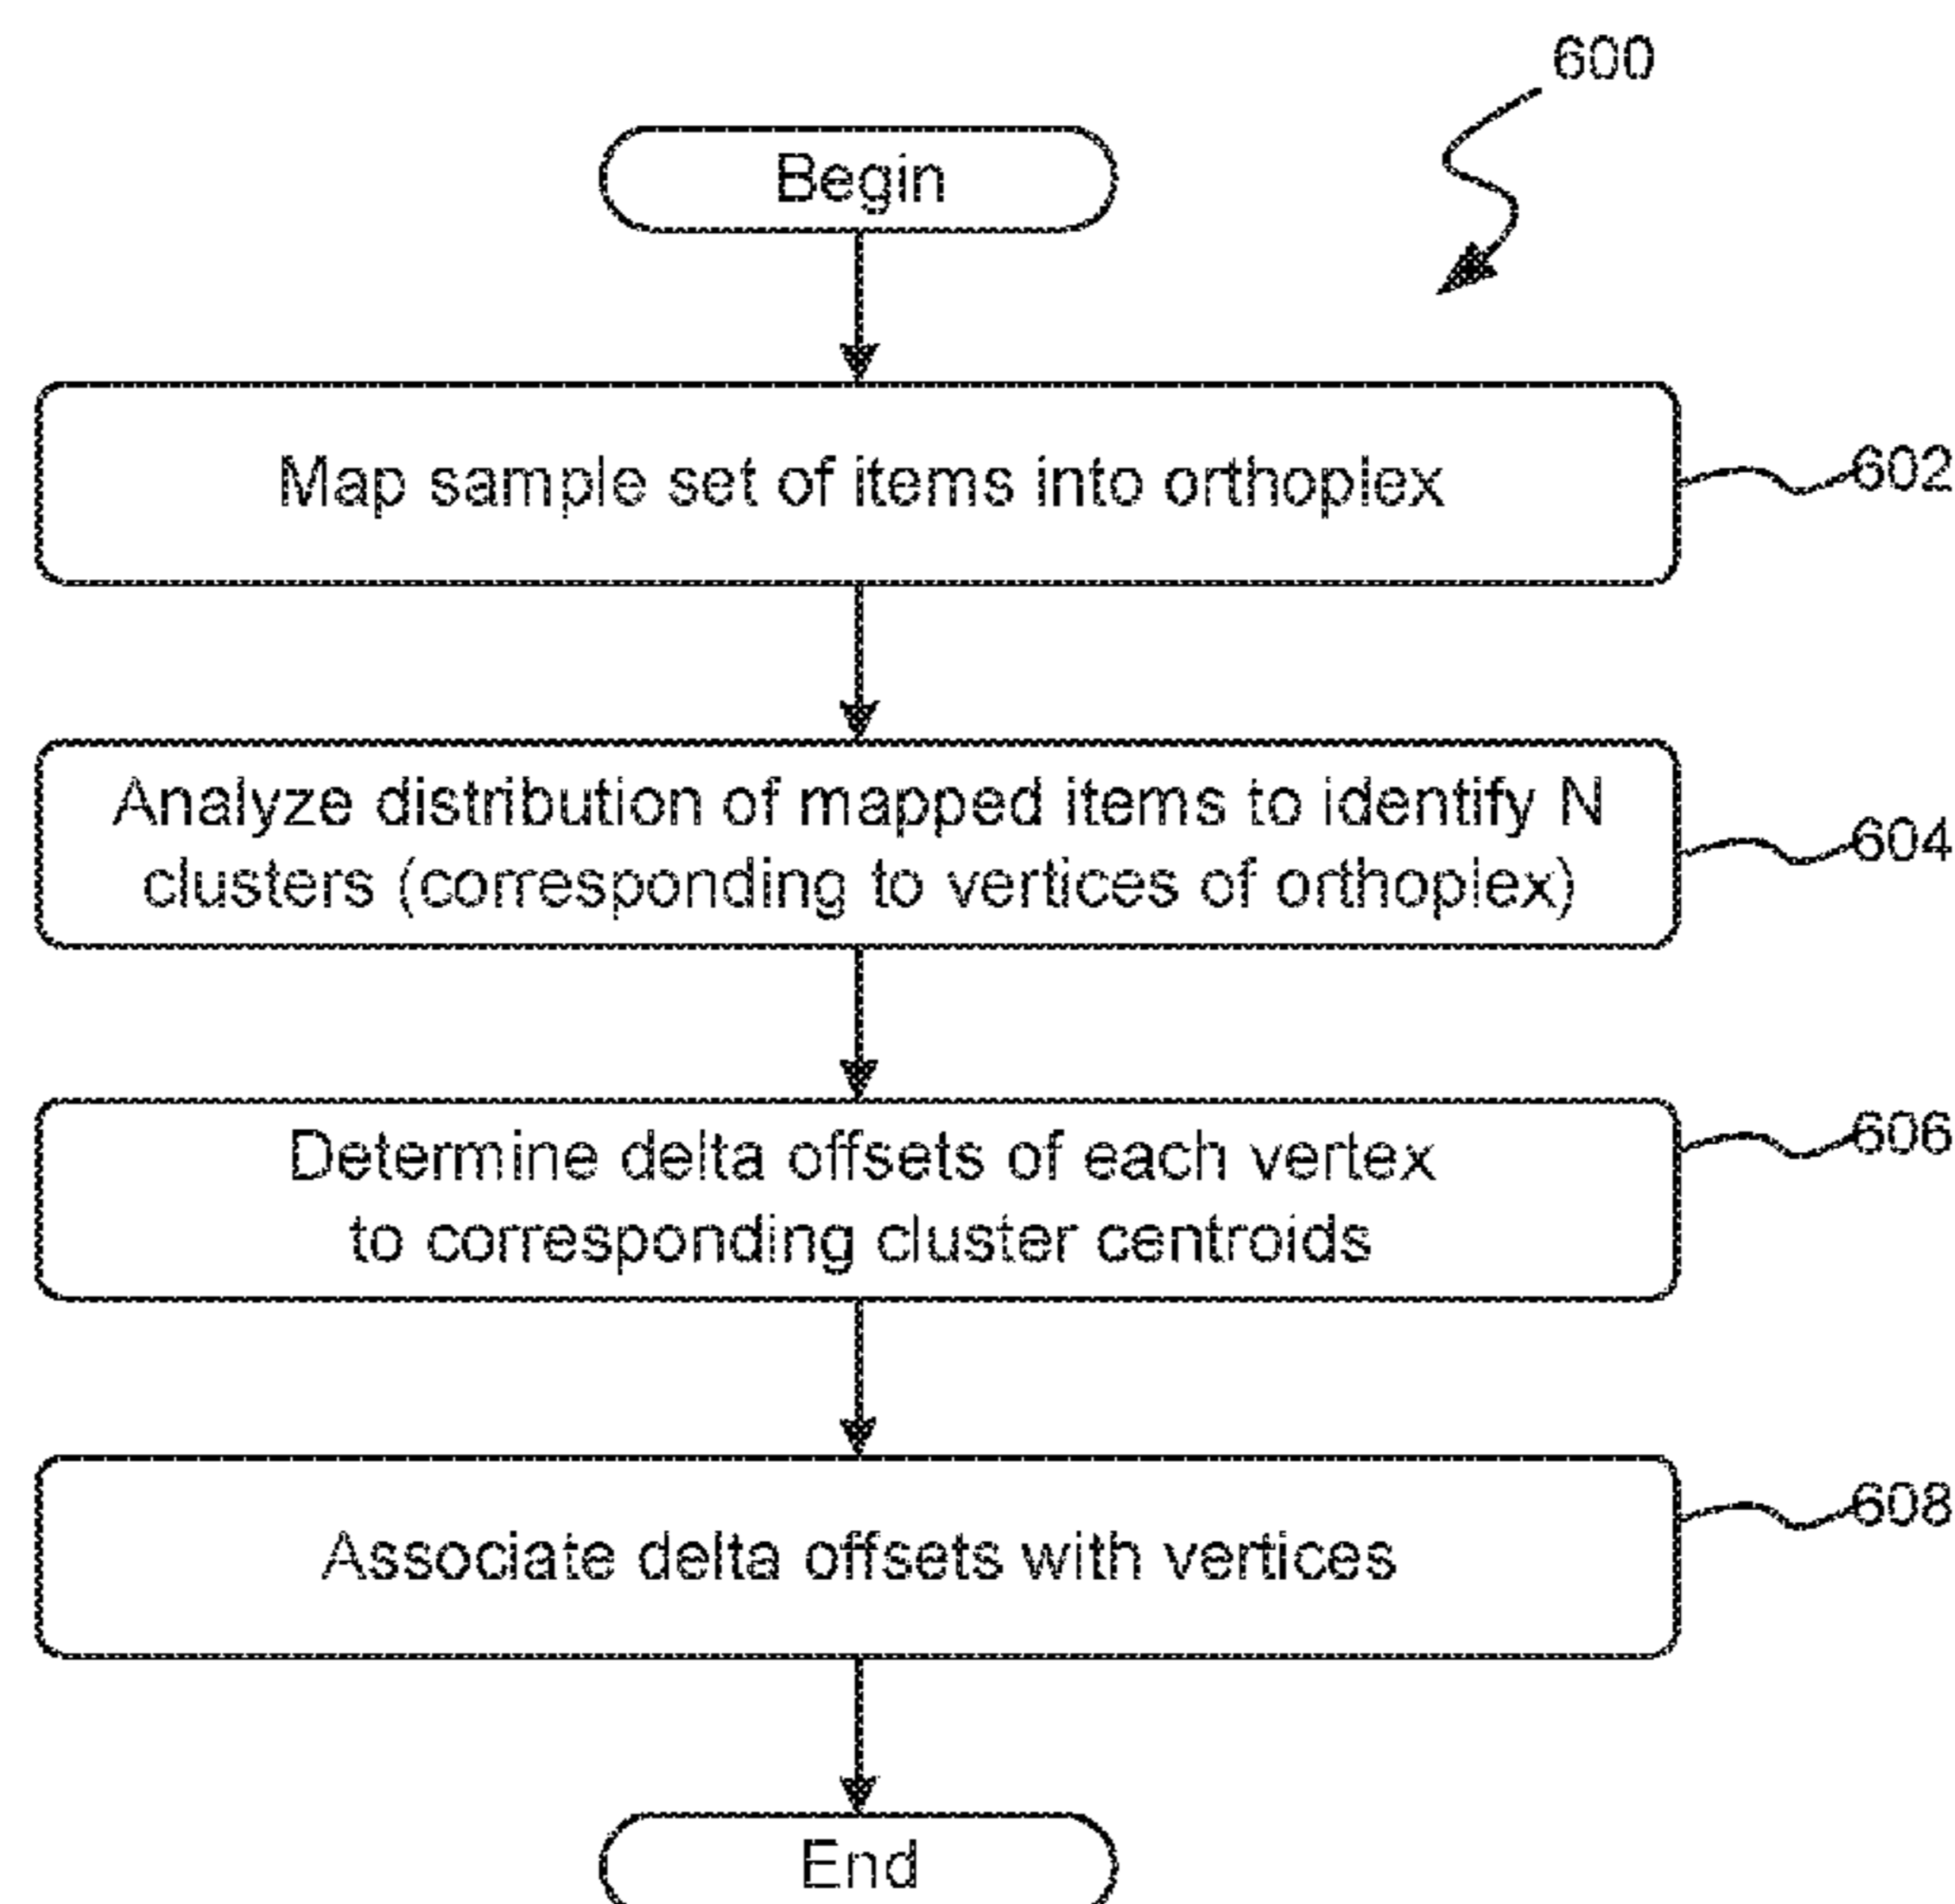 600
Begin
Map sample set of items into orthoplex
602
Analyze distribution of mapped items to identify N
clusters (corresponding to vertices of orthoplex)
604
Determine delta offsets of each vertex
to corresponding cluster centroids
606
Associate delta offsets with vertices
608
End